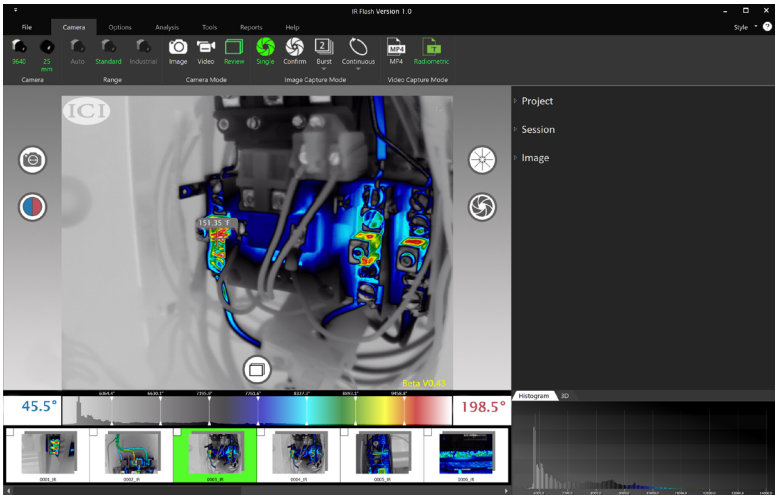 IR Flash Version 1.0
File Camera Options Analysis Tools Reports Help
Style
9640 25 mm Auto Standard Industrial Image Video Review Single Confirm Burst Continuous MP4 Radiometric
Camera Range Camera Mode Image Capture Mode Video Capture Mode
ICI
Project
Session
Image
151.35 F
Beta V0.43
45.5°
198.5°
Histogram 3D
0001_IR 0002_IR 0003_IR 0004_IR 0005_IR 0006_IR